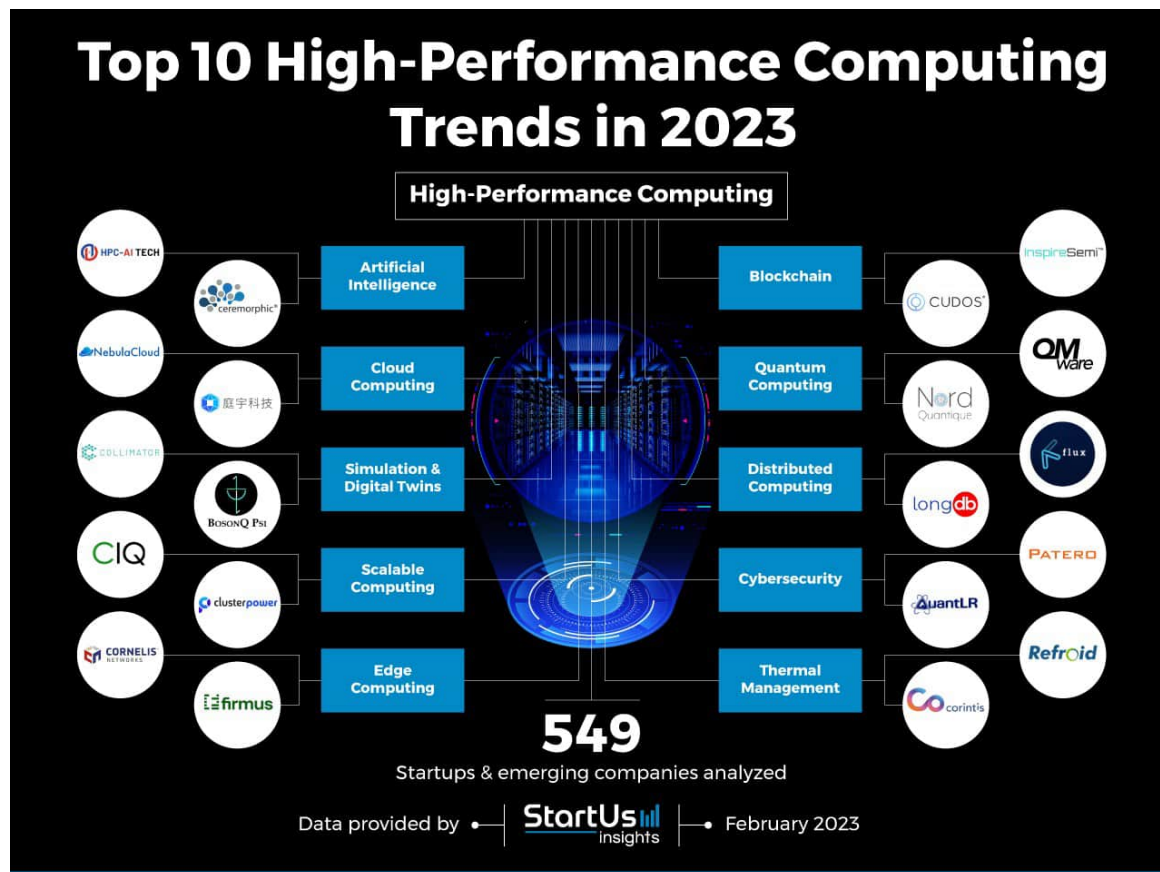 Top 10 High-Performance Computing
Trends in 2023
High-Performance Computing
HPC-AI TECH
ceremorphic®
Artificial
Intelligence
NebulaCloud
庭宇科技
Cloud
Computing
COLLIMATOR
BOSONQ PSI
Simulation &
Digital Twins
CIQ
clusterpower
Scalable
Computing
CORNELIS
NETWORKS
firmus
Edge
Computing
Blockchain
InspireSemi™
CUDOS®
Quantum
Computing
QM
ware
Nord
Quantique
Distributed
Computing
flux
longdb
Cybersecurity
PATERO
QuantLR
Thermal
Management
Refroid
corintis
549
Startups & emerging companies analyzed
Data provided by
StartUs
insights
February 2023